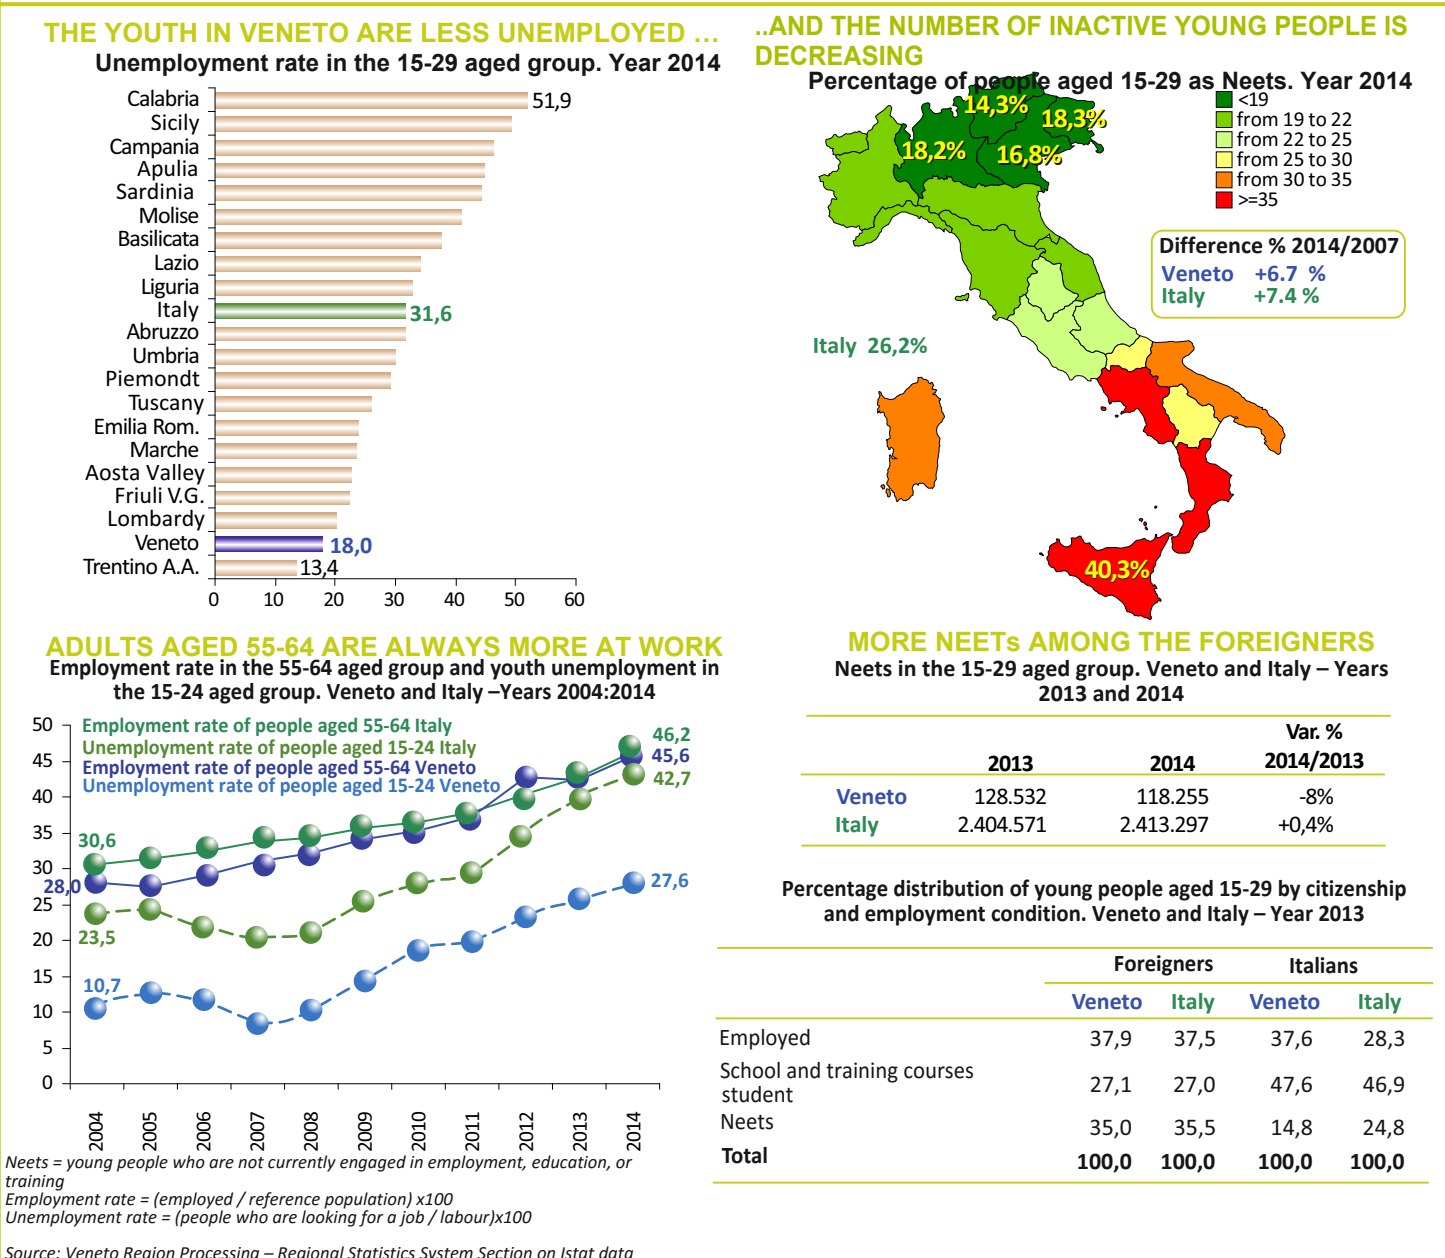 THE YOUTH IN VENETO ARE LESS UNEMPLOYED ...
Unemployment rate in the 15-29 aged group. Year 2014
Calabria 51,9
Sicily
Campania
Apulia
Sardinia
Molise
Basilicata
Lazio
Liguria
Italy 31,6
Abruzzo
Umbria
Piemondt
Tuscany
Emilia Rom.
Marche
Aosta Valley
Friuli V.G.
Lombardy
Veneto 18,0
Trentino A.A. 13,4
0 10 20 30 40 50 60
..AND THE NUMBER OF INACTIVE YOUNG PEOPLE IS
DECREASING
Percentage of people aged 15-29 as Neets. Year 2014
14,3%
18,3%
18,2%
16,8%
<19
from 19 to 22
from 22 to 25
from 25 to 30
from 30 to 35
>=35
Difference % 2014/2007
Veneto +6.7 %
Italy +7.4 %
Italy 26,2%
40,3%
ADULTS AGED 55-64 ARE ALWAYS MORE AT WORK
Employment rate in the 55-64 aged group and youth unemployment in
the 15-24 aged group. Veneto and Italy –Years 2004:2014
50
45
40
35
30
25
20
15
10
5
0
Employment rate of people aged 55-64 Italy
Unemployment rate of people aged 15-24 Italy
Employment rate of people aged 55-64 Veneto
Unemployment rate of people aged 15-24 Veneto
46,2
45,6
42,7
30,6
28,0
23,5
10,7
27,6
2004 2005 2006 2007 2008 2009 2010 2011 2012 2013 2014
Neets = young people who are not currently engaged in employment, education, or
training
Employment rate = (employed / reference population) x100
Unemployment rate = (people who are looking for a job / labour)x100
Source: Veneto Region Processing – Regional Statistics System Section on Istat data
MORE NEETs AMONG THE FOREIGNERS
Neets in the 15-29 aged group. Veneto and Italy – Years
2013 and 2014
Var. %
2013 2014 2014/2013
Veneto 128.532 118.255 -8%
Italy 2.404.571 2.413.297 +0,4%
Percentage distribution of young people aged 15-29 by citizenship
and employment condition. Veneto and Italy – Year 2013
Foreigners Italians
Veneto Italy Veneto Italy
Employed 37,9 37,5 37,6 28,3
School and training courses
student 27,1 27,0 47,6 46,9
Neets 35,0 35,5 14,8 24,8
Total 100,0 100,0 100,0 100,0